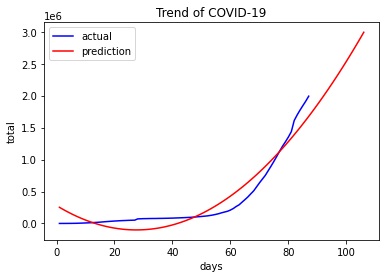 Trend of COVID-19
1e6
actual
prediction
3.0
2.5
2.0
1.5
1.0
0.5
0.0
total
0 20 40 60 80 100
days